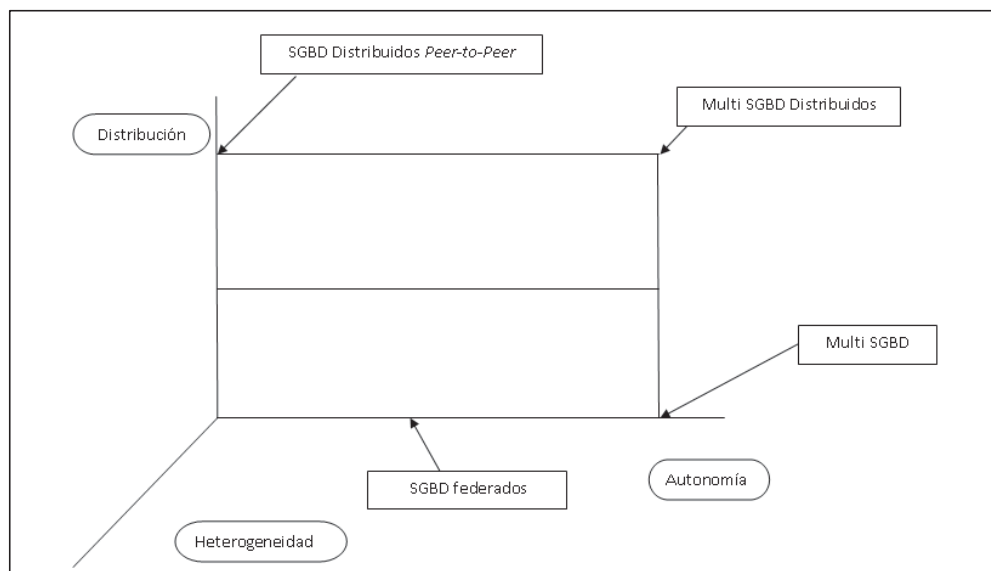 SGBD Distribuidos Peer-to-Peer
Multi SGBD Distribuidos
Distribución
Multi SGBD
SGBD federados
Autonomía
Heterogeneidad